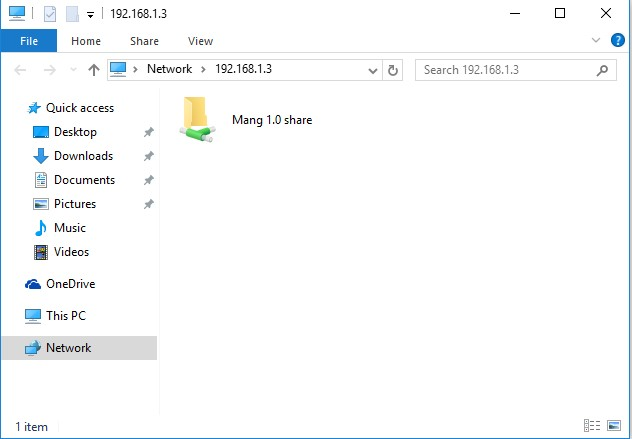 192.168.1.3
File Home Share View
Network 192.168.1.3
Search 192.168.1.3
Quick access
Desktop
Downloads
Documents
Pictures
Music
Videos
OneDrive
This PC
Network
Mang 1.0 share
1 item